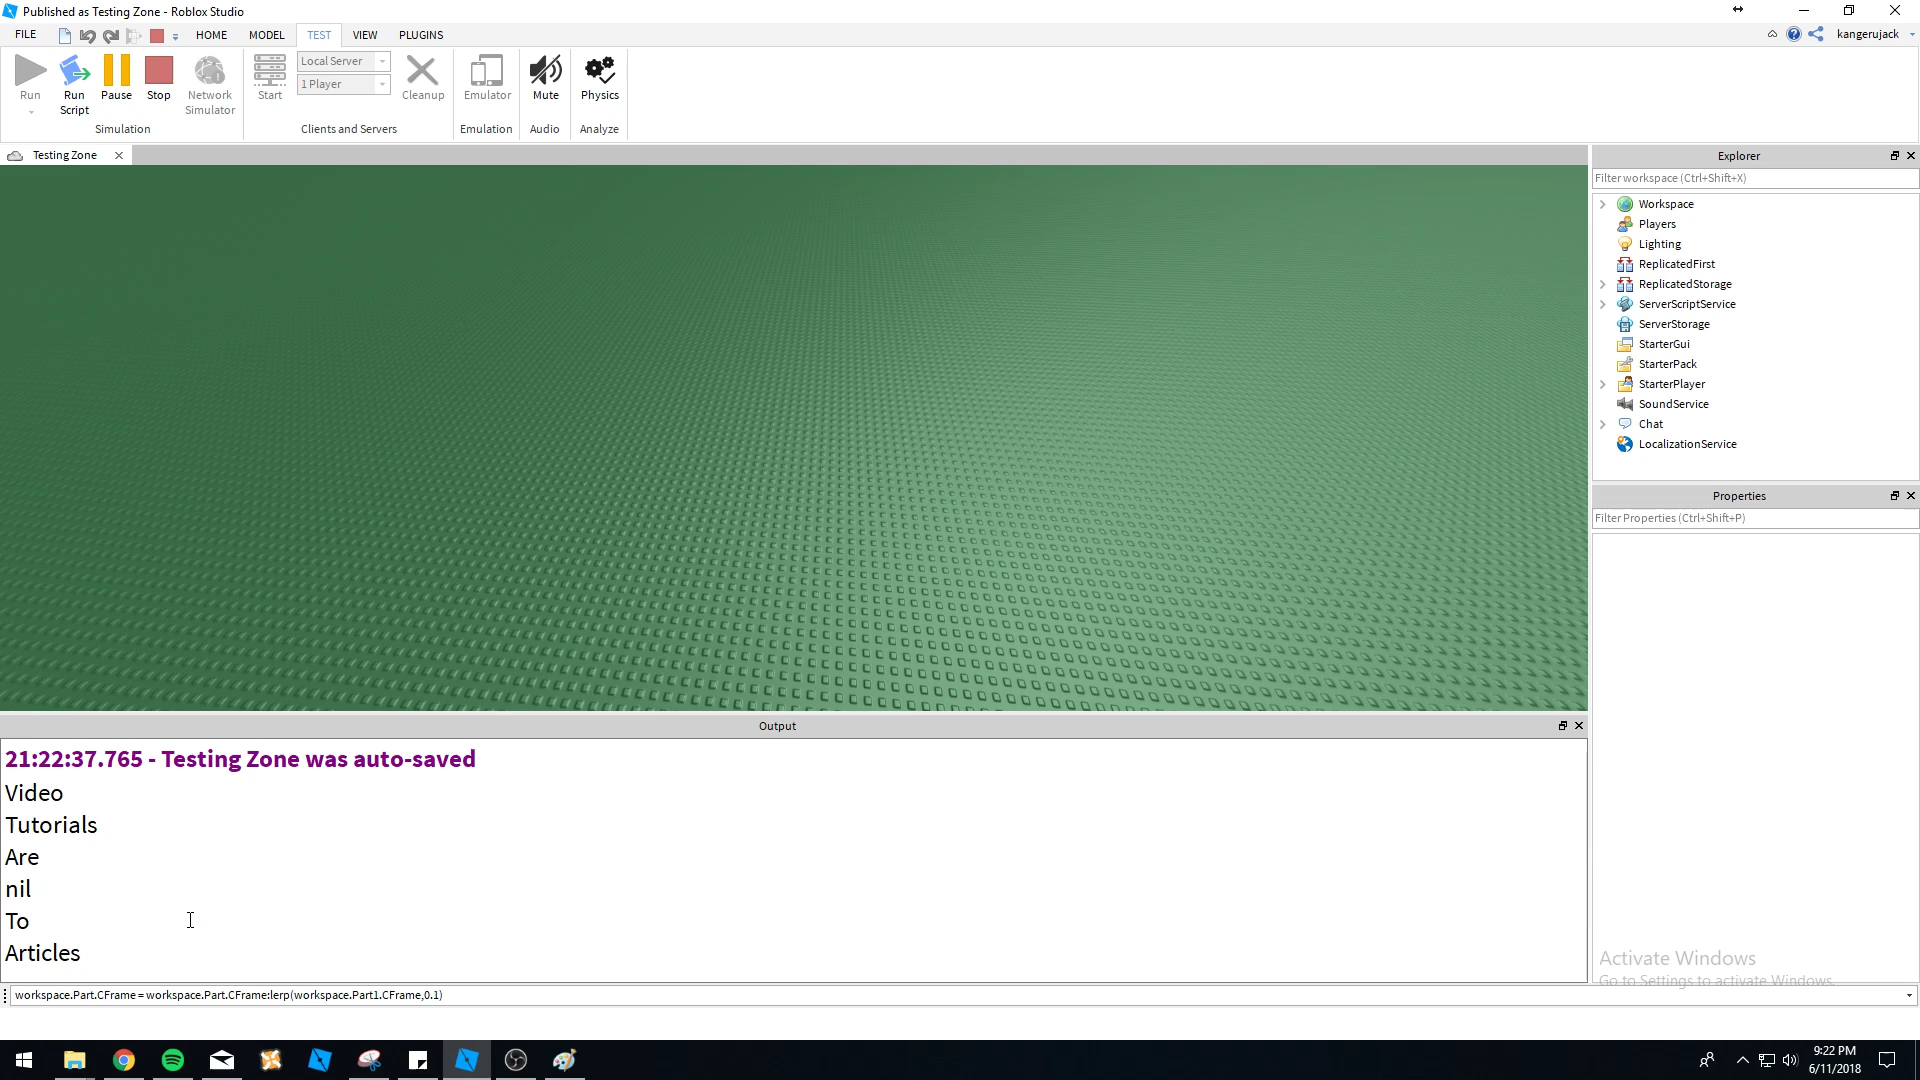 Published as Testing Zone - Roblox Studio
FILE HOME MODEL TEST VIEW PLUGINS kangerujack
Run Run Script Pause Stop Network Simulator Start Local Server 1 Player Cleanup Emulator Mute Physics
Simulation Clients and Servers Emulation Audio Analyze
Testing Zone
Explorer
Filter workspace (Ctrl+Shift+X)
Workspace
Players
Lighting
ReplicatedFirst
ReplicatedStorage
ServerScriptService
ServerStorage
StarterGui
StarterPack
StarterPlayer
SoundService
Chat
LocalizationService
Properties
Filter Properties (Ctrl+Shift+P)
Output
21:22:37.765 - Testing Zone was auto-saved
Video
Tutorials
Are
nil
To
Articles
Activate Windows
Go to Settings to activate Windows.
workspace.Part.CFrame = workspace.Part.CFrame:lerp(workspace.Part1.CFrame,0.1)
9:22 PM
6/11/2018